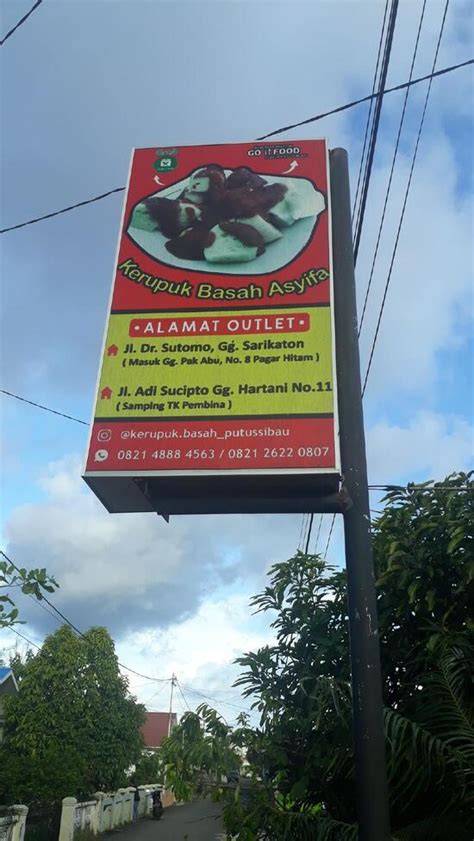 GO FOOD
Kerupuk Basah Asyifa
• ALAMAT OUTLET •
Jl. Dr. Sutomo, Gg. Sarikaton
( Masuk Gg. Pak Abu, No. 8 Pagar Hitam )
Jl. Adi Sucipto Gg. Hartani No.11
( Samping TK Pembina )
@kerupuk.basah_putussibau
0821 4888 4563 / 0821 2622 0807